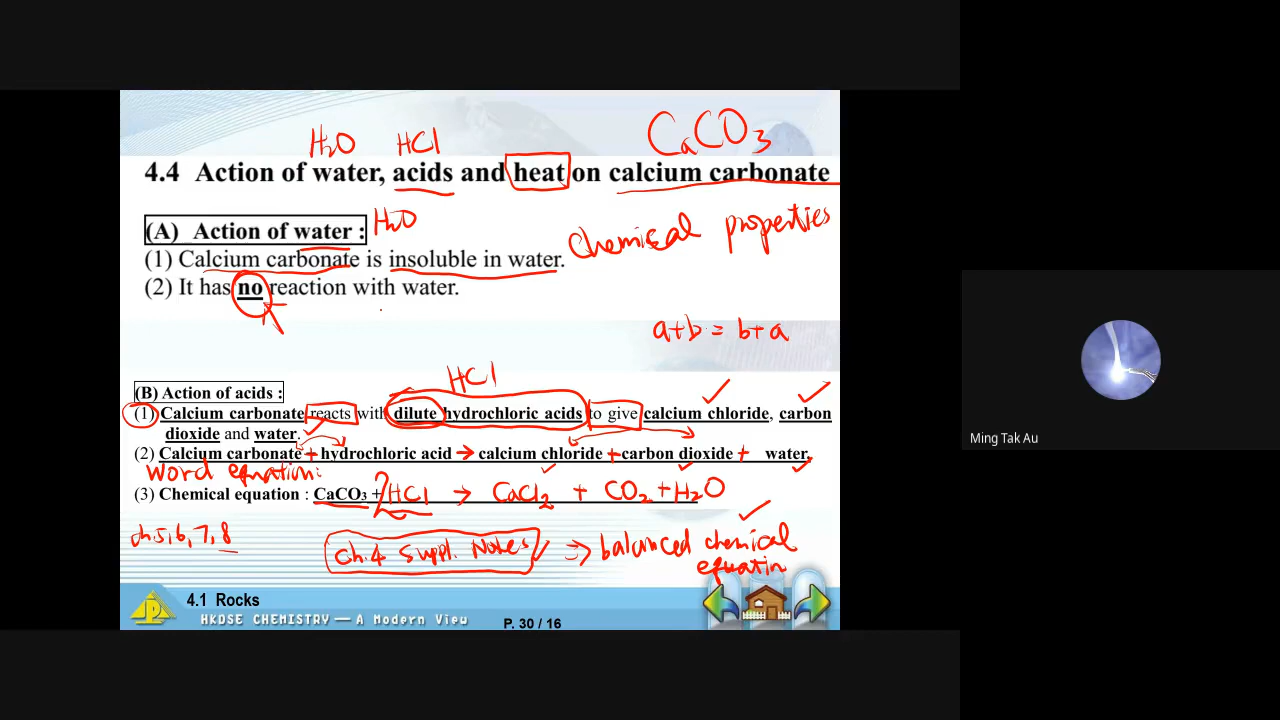 H₂O HCl CaCO₃
4.4 Action of water, acids and heat on calcium carbonate
(A) Action of water : H₂O
Chemical properties
(1) Calcium carbonate is insoluble in water.
(2) It has no reaction with water.
a+b = b+a
HCl
(B) Action of acids :
(1) Calcium carbonate reacts with dilute hydrochloric acids to give calcium chloride, carbon
dioxide and water.
(2) Calcium carbonate + hydrochloric acid → calcium chloride + carbon dioxide + water.
Word equation:
(3) Chemical equation : CaCO₃ + 2HCl → CaCl₂ + CO₂ + H₂O
ch.5, 6, 7, 8
Ch.4 Suppl. Notes ⇒ balanced chemical
equation
4.1 Rocks
HKDSE CHEMISTRY — A Modern View
P. 30 / 16
Ming Tak Au